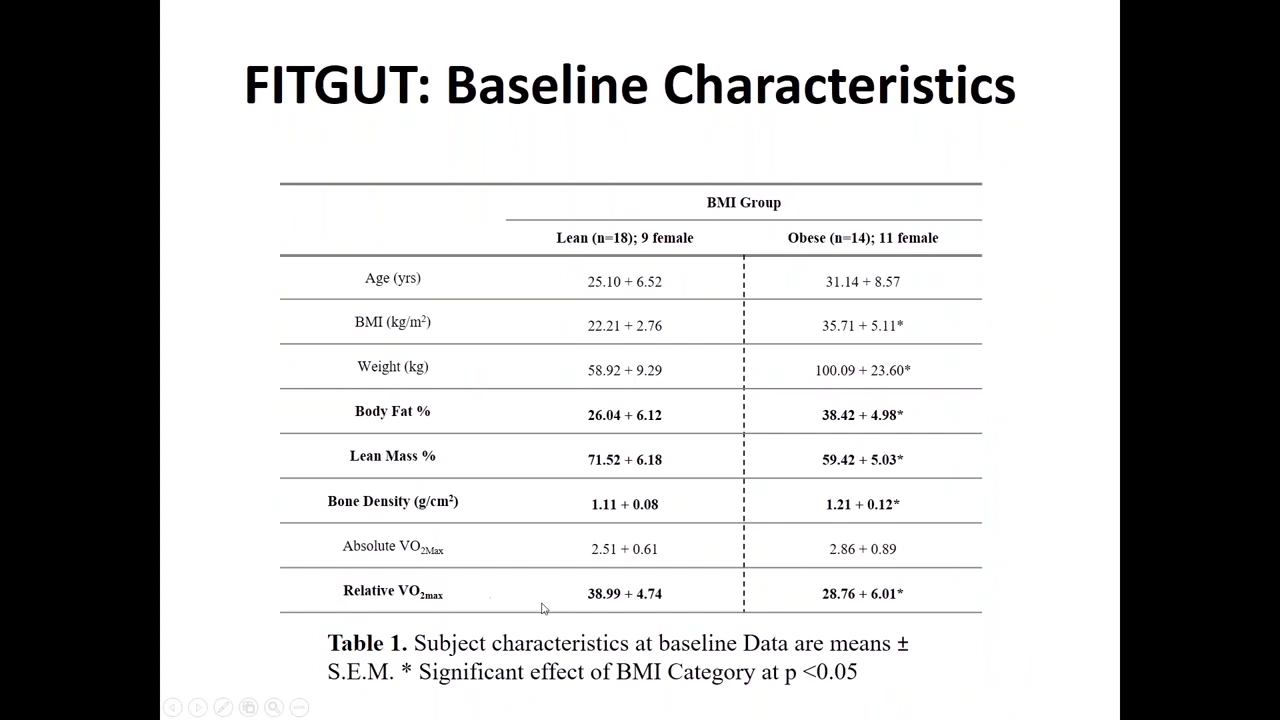 FITGUT: Baseline Characteristics
BMI Group
Lean (n=18); 9 female Obese (n=14); 11 female
Age (yrs) 25.10 + 6.52 31.14 + 8.57
BMI (kg/m²) 22.21 + 2.76 35.71 + 5.11*
Weight (kg) 58.92 + 9.29 100.09 + 23.60*
Body Fat % 26.04 + 6.12 38.42 + 4.98*
Lean Mass % 71.52 + 6.18 59.42 + 5.03*
Bone Density (g/cm²) 1.11 + 0.08 1.21 + 0.12*
Absolute VO2Max 2.51 + 0.61 2.86 + 0.89
Relative VO2max 38.99 + 4.74 28.76 + 6.01*
Table 1. Subject characteristics at baseline Data are means ±
S.E.M. * Significant effect of BMI Category at p <0.05